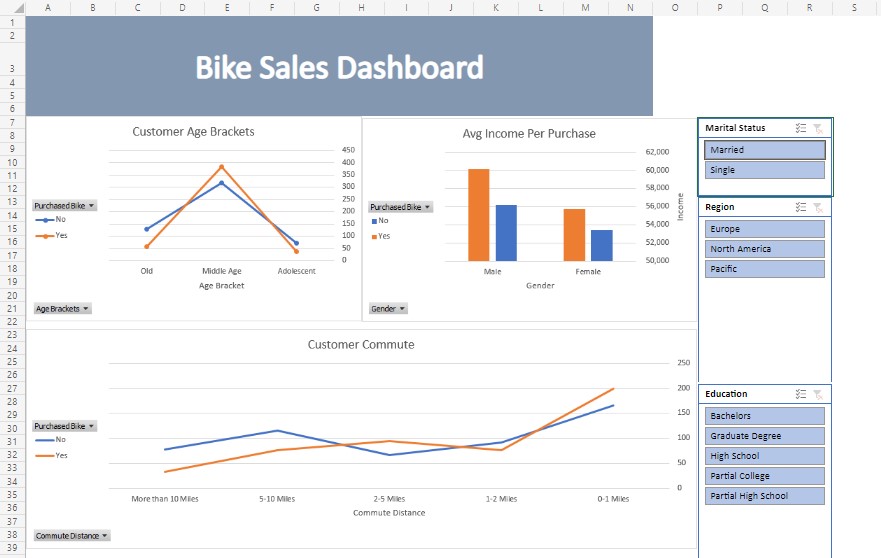 A B C D E F G H I J K L M N O P Q R S
1
2
3
4
5
6
7
8
9
10
11
12
13
14
15
16
17
18
19
20
21
22
23
24
25
26
27
28
29
30
31
32
33
34
35
36
37
38
39
Bike Sales Dashboard
Customer Age Brackets
450
400
350
300
250
200
150
100
50
0
Purchased Bike
No
Yes
Old Middle Age Adolescent
Age Bracket
Age Brackets
Avg Income Per Purchase
62,000
60,000
58,000
56,000
54,000
52,000
50,000
Income
Purchased Bike
No
Yes
Male Female
Gender
Gender
Marital Status
Married
Single
Region
Europe
North America
Pacific
Customer Commute
250
200
150
100
50
0
Purchased Bike
No
Yes
More than 10 Miles 5-10 Miles 2-5 Miles 1-2 Miles 0-1 Miles
Commute Distance
Commute Distance
Education
Bachelors
Graduate Degree
High School
Partial College
Partial High School